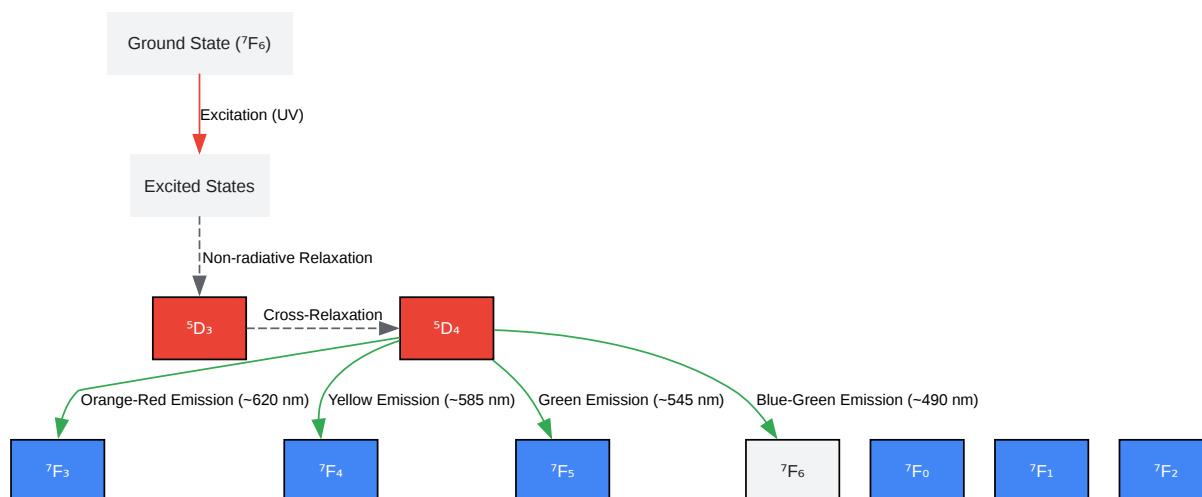 Ground State (⁷F₆)
Excitation (UV)
Excited States
Non-radiative Relaxation
⁵D₃
Cross-Relaxation
⁵D₄
Orange-Red Emission (~620 nm)
Yellow Emission (~585 nm)
Green Emission (~545 nm)
Blue-Green Emission (~490 nm)
⁷F₃
⁷F₄
⁷F₅
⁷F₆
⁷F₀
⁷F₁
⁷F₂